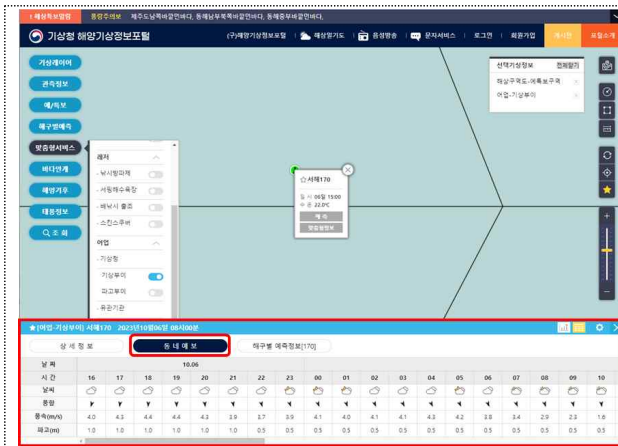 ! 해상특보알림 풍랑주의보 제주도남쪽바깥먼바다, 동해남부북쪽바깥먼바다, 동해중부바깥먼바다,
기상청 해양기상정보포털 (구)해양기상정보포털 해상일기도 음성방송 문자서비스 로그인 회원가입 게시판 포털소개
기상레이어
관측정보
예/특보
해구별예측
맞춤형서비스
바다안개
해양기후
태풍정보
조회
레저
- 낚시방파제
- 서핑해수욕장
- 배낚시 출조
- 스킨스쿠버
어업
- 기상청
기상부이
파고부이
- 유관기관
선택기상정보 전체닫기
해상구역도-예특보구역
어업-기상부이
☆서해170
일 시 06일 15:00
수 온 22.0℃
예 측
맞춤형정보
★[어업-기상부이] 서해170 2023년10월06일 08시00분
상 세 정 보 동 네 예 보 해구별 예측정보[170]
날 짜 10.06
시 간 16 17 18 19 20 21 22 23 00 01 02 03 04 05 06 07 08 09 10
날씨
풍향
풍속(m/s) 4.0 4.3 4.4 4.4 4.3 3.9 3.7 3.9 4.1 4.0 4.1 4.1 4.3 4.2 3.8 3.4 2.9 2.3 1.6
파고(m) 1.0 1.0 1.0 1.0 1.0 1.0 0.5 0.5 0.5 0.5 0.5 0.5 0.5 0.5 0.5 0.5 0.5 0.5 0.5